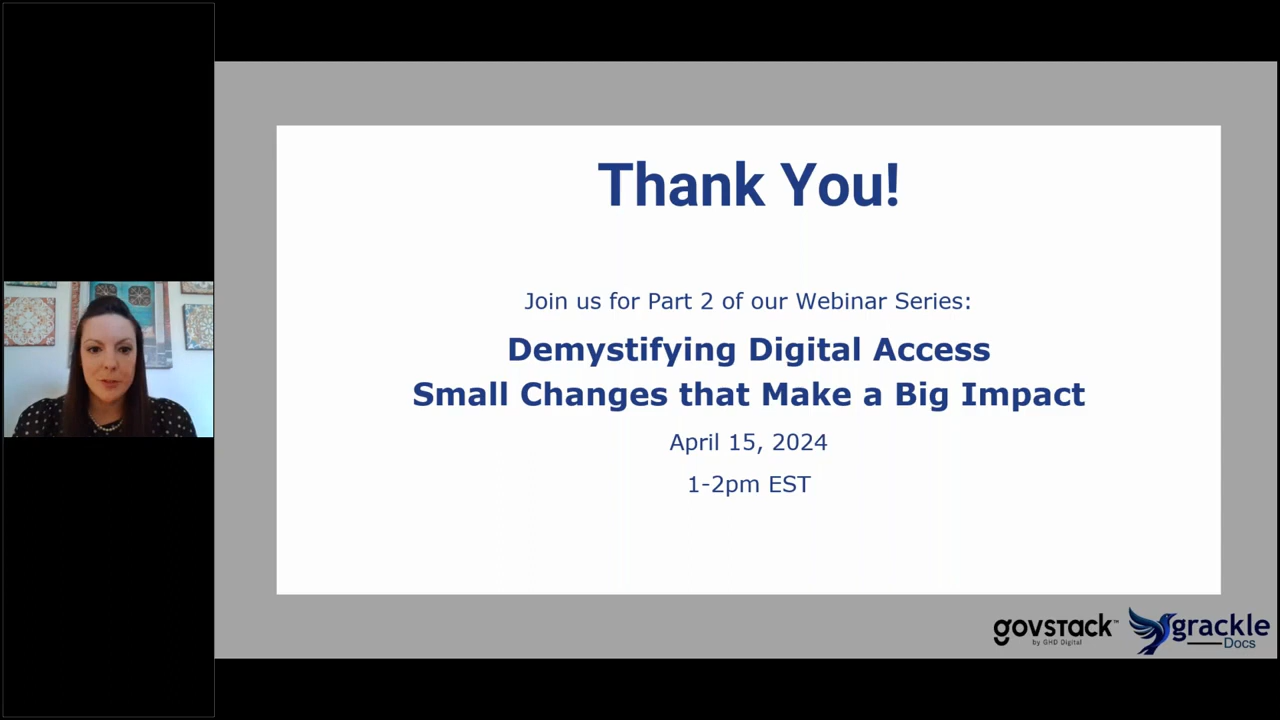 Thank You!
Join us for Part 2 of our Webinar Series:
Demystifying Digital Access
Small Changes that Make a Big Impact
April 15, 2024
1-2pm EST
govstack™
by GHD Digital
grackle
Docs